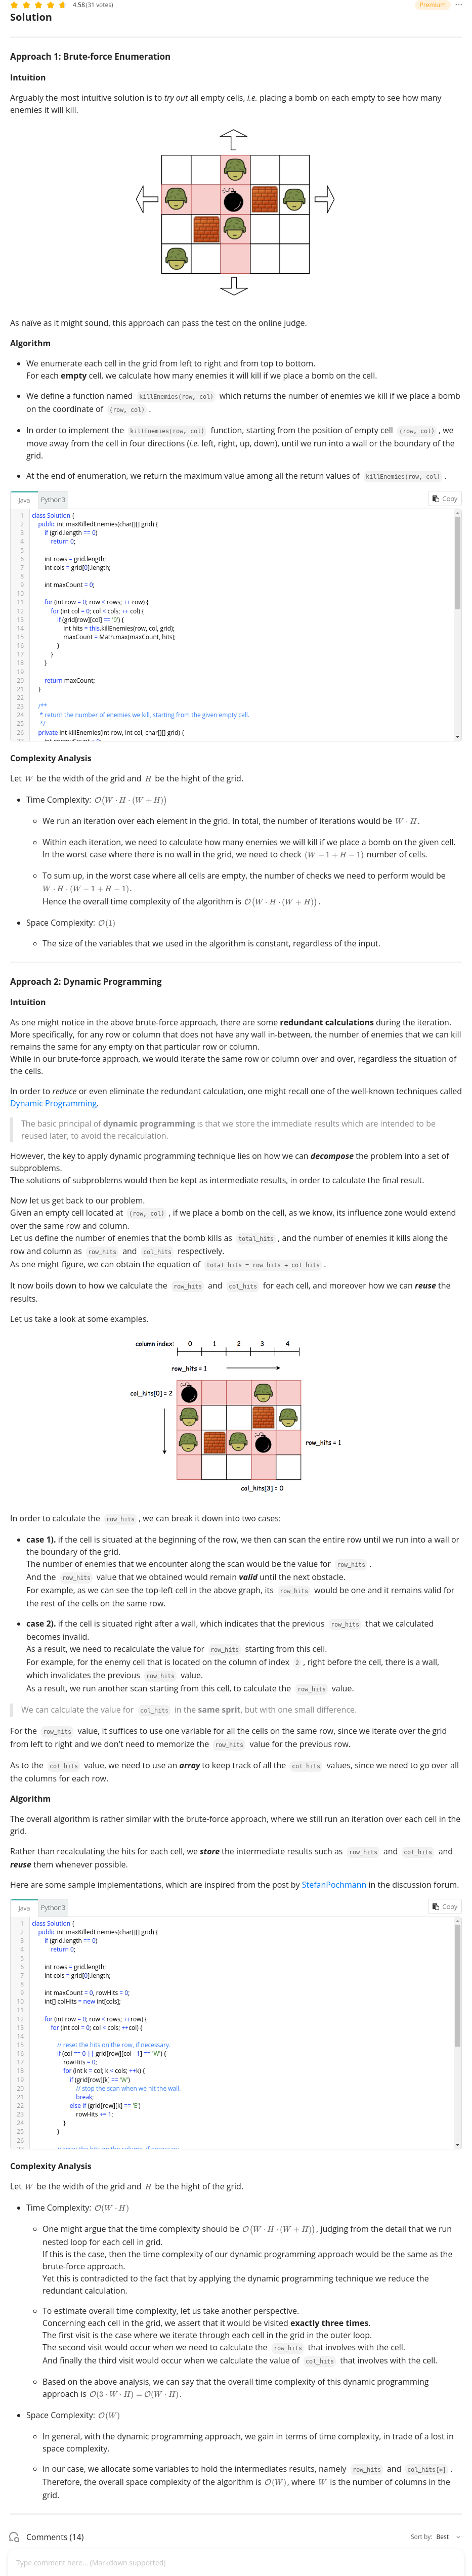 4.58 (31 votes)
Premium
Solution
Approach 1: Brute-force Enumeration
Intuition
Arguably the most intuitive solution is to try out all empty cells, i.e. placing a bomb on each empty to see how many
enemies it will kill.
As naïve as it might sound, this approach can pass the test on the online judge.
Algorithm
We enumerate each cell in the grid from left to right and from top to bottom.
For each empty cell, we calculate how many enemies it will kill if we place a bomb on the cell.
We define a function named killEnemies(row, col) which returns the number of enemies we kill if we place a bomb
on the coordinate of (row, col) .
In order to implement the killEnemies(row, col) function, starting from the position of empty cell (row, col) , we
move away from the cell in four directions (i.e. left, right, up, down), until we run into a wall or the boundary of the
grid.
At the end of enumeration, we return the maximum value among all the return values of killEnemies(row, col) .
Java Python3 Copy
1 class Solution {
2 public int maxKilledEnemies(char[][] grid) {
3 if (grid.length == 0)
4 return 0;
5
6 int rows = grid.length;
7 int cols = grid[0].length;
8
9 int maxCount = 0;
10
11 for (int row = 0; row < rows; ++ row) {
12 for (int col = 0; col < cols; ++ col) {
13 if (grid[row][col] == '0') {
14 int hits = this.killEnemies(row, col, grid);
15 maxCount = Math.max(maxCount, hits);
16 }
17 }
18 }
19
20 return maxCount;
21 }
22
23 /**
24 * return the number of enemies we kill, starting from the given empty cell.
25 */
26 private int killEnemies(int row, int col, char[][] grid) {
Complexity Analysis
Let W be the width of the grid and H be the hight of the grid.
Time Complexity: O(W · H · (W + H))
We run an iteration over each element in the grid. In total, the number of iterations would be W · H.
Within each iteration, we need to calculate how many enemies we will kill if we place a bomb on the given cell.
In the worst case where there is no wall in the grid, we need to check (W − 1 + H − 1) number of cells.
To sum up, in the worst case where all cells are empty, the number of checks we need to perform would be
W · H · (W − 1 + H − 1).
Hence the overall time complexity of the algorithm is O(W · H · (W + H)).
Space Complexity: O(1)
The size of the variables that we used in the algorithm is constant, regardless of the input.
Approach 2: Dynamic Programming
Intuition
As one might notice in the above brute-force approach, there are some redundant calculations during the iteration.
More specifically, for any row or column that does not have any wall in-between, the number of enemies that we can kill
remains the same for any empty on that particular row or column.
While in our brute-force approach, we would iterate the same row or column over and over, regardless the situation of
the cells.
In order to reduce or even eliminate the redundant calculation, one might recall one of the well-known techniques called
Dynamic Programming.
The basic principal of dynamic programming is that we store the immediate results which are intended to be
reused later, to avoid the recalculation.
However, the key to apply dynamic programming technique lies on how we can decompose the problem into a set of
subproblems.
The solutions of subproblems would then be kept as intermediate results, in order to calculate the final result.
Now let us get back to our problem.
Given an empty cell located at (row, col) , if we place a bomb on the cell, as we know, its influence zone would extend
over the same row and column.
Let us define the number of enemies that the bomb kills as total_hits , and the number of enemies it kills along the
row and column as row_hits and col_hits respectively.
As one might figure, we can obtain the equation of total_hits = row_hits + col_hits .
It now boils down to how we calculate the row_hits and col_hits for each cell, and moreover how we can reuse the
results.
Let us take a look at some examples.
column index: 0 1 2 3 4
row_hits = 1
col_hits[0] = 2
row_hits = 1
col_hits[3] = 0
In order to calculate the row_hits , we can break it down into two cases:
case 1). if the cell is situated at the beginning of the row, we then can scan the entire row until we run into a wall or
the boundary of the grid.
The number of enemies that we encounter along the scan would be the value for row_hits .
And the row_hits value that we obtained would remain valid until the next obstacle.
For example, as we can see the top-left cell in the above graph, its row_hits would be one and it remains valid for
the rest of the cells on the same row.
case 2). if the cell is situated right after a wall, which indicates that the previous row_hits that we calculated
becomes invalid.
As a result, we need to recalculate the value for row_hits starting from this cell.
For example, for the enemy cell that is located on the column of index 2 , right before the cell, there is a wall,
which invalidates the previous row_hits value.
As a result, we run another scan starting from this cell, to calculate the row_hits value.
We can calculate the value for col_hits in the same sprit, but with one small difference.
For the row_hits value, it suffices to use one variable for all the cells on the same row, since we iterate over the grid
from left to right and we don't need to memorize the row_hits value for the previous row.
As to the col_hits value, we need to use an array to keep track of all the col_hits values, since we need to go over all
the columns for each row.
Algorithm
The overall algorithm is rather similar with the brute-force approach, where we still run an iteration over each cell in the
grid.
Rather than recalculating the hits for each cell, we store the intermediate results such as row_hits and col_hits and
reuse them whenever possible.
Here are some sample implementations, which are inspired from the post by StefanPochmann in the discussion forum.
Java Python3 Copy
1 class Solution {
2 public int maxKilledEnemies(char[][] grid) {
3 if (grid.length == 0)
4 return 0;
5
6 int rows = grid.length;
7 int cols = grid[0].length;
8
9 int maxCount = 0, rowHits = 0;
10 int[] colHits = new int[cols];
11
12 for (int row = 0; row < rows; ++row) {
13 for (int col = 0; col < cols; ++col) {
14
15 // reset the hits on the row, if necessary.
16 if (col == 0 || grid[row][col - 1] == 'W') {
17 rowHits = 0;
18 for (int k = col; k < cols; ++k) {
19 if (grid[row][k] == 'W')
20 // stop the scan when we hit the wall.
21 break;
22 else if (grid[row][k] == 'E')
23 rowHits += 1;
24 }
25 }
26
Complexity Analysis
Let W be the width of the grid and H be the hight of the grid.
Time Complexity: O(W · H)
One might argue that the time complexity should be O(W · H · (W + H)), judging from the detail that we run
nested loop for each cell in grid.
If this is the case, then the time complexity of our dynamic programming approach would be the same as the
brute-force approach.
Yet this is contradicted to the fact that by applying the dynamic programming technique we reduce the
redundant calculation.
To estimate overall time complexity, let us take another perspective.
Concerning each cell in the grid, we assert that it would be visited exactly three times.
The first visit is the case where we iterate through each cell in the grid in the outer loop.
The second visit would occur when we need to calculate the row_hits that involves with the cell.
And finally the third visit would occur when we calculate the value of col_hits that involves with the cell.
Based on the above analysis, we can say that the overall time complexity of this dynamic programming
approach is O(3 · W · H) = O(W · H).
Space Complexity: O(W)
In general, with the dynamic programming approach, we gain in terms of time complexity, in trade of a lost in
space complexity.
In our case, we allocate some variables to hold the intermediates results, namely row_hits and col_hits[*] .
Therefore, the overall space complexity of the algorithm is O(W), where W is the number of columns in the
grid.
Comments (14)
Sort by: Best
Type comment here... (Markdown supported)